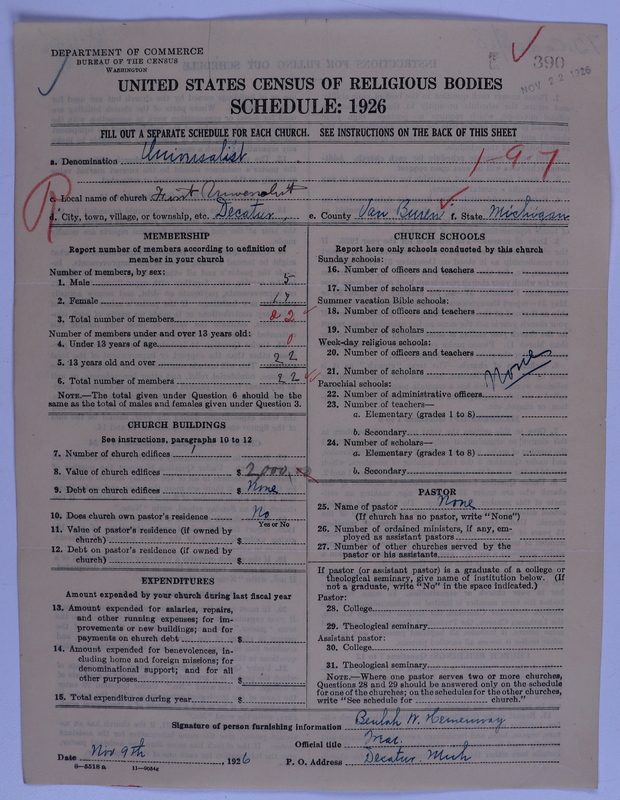 DEPARTMENT OF COMMERCE
BUREAU OF THE CENSUS
WASHINGTON
390
NOV 22 1926
UNITED STATES CENSUS OF RELIGIOUS BODIES
SCHEDULE: 1926
FILL OUT A SEPARATE SCHEDULE FOR EACH CHURCH. SEE INSTRUCTIONS ON THE BACK OF THIS SHEET
a. Denomination Universalist
1-9-7
R
c. Local name of church First Universalist
d. City, town, village, or township, etc. Decatur, e. County Van Buren f. State Michigan
MEMBERSHIP
Report number of members according to definition of
member in your church
Number of members, by sex:
1. Male 5
2. Female 17
3. Total number of members 22
Number of members under and over 13 years old:
4. Under 13 years of age 0
5. 13 years old and over 22
6. Total number of members 22
NOTE.—The total given under Question 6 should be the
same as the total of males and females given under Question 3.
CHURCH BUILDINGS
See instructions, paragraphs 10 to 12
7. Number of church edifices 1
8. Value of church edifices $ 2,000.
9. Debt on church edifices $ None
10. Does church own pastor's residence No
Yes or No
11. Value of pastor's residence (if owned by
church) $
12. Debt on pastor's residence (if owned by
church) $
EXPENDITURES
Amount expended by your church during last fiscal year
13. Amount expended for salaries, repairs,
and other running expenses; for im-
provements or new buildings; and for
payments on church debt $
14. Amount expended for benevolences, in-
cluding home and foreign missions; for
denominational support; and for all
other purposes $
15. Total expenditures during year $
CHURCH SCHOOLS
Report here only schools conducted by this church
Sunday schools:
16. Number of officers and teachers
17. Number of scholars
Summer vacation Bible schools:
18. Number of officers and teachers
19. Number of scholars
Week-day religious schools:
20. Number of officers and teachers
21. Number of scholars
None
Parochial schools:
22. Number of administrative officers
23. Number of teachers—
a. Elementary (grades 1 to 8)
b. Secondary
24. Number of scholars—
a. Elementary (grades 1 to 8)
b. Secondary
PASTOR
25. Name of pastor None
(If church has no pastor, write "None")
26. Number of ordained ministers, if any, em-
ployed as assistant pastors
27. Number of other churches served by the
pastor or his assistants
If pastor (or assistant pastor) is a graduate of a college or
theological seminary, give name of institution below. (If
not a graduate, write "No" in the space indicated.)
Pastor:
28. College
29. Theological seminary
Assistant pastor:
30. College
31. Theological seminary
NOTE.—Where one pastor serves two or more churches,
Questions 28 and 29 should be answered only on the schedule
for one of the churches; on the schedules for the other churches,
write "See schedule for church."
Signature of person furnishing information Beulah W. Hemenway
Official title
Date Nov 9th, 1926 P. O. Address Decatur Mich
8-5518 a